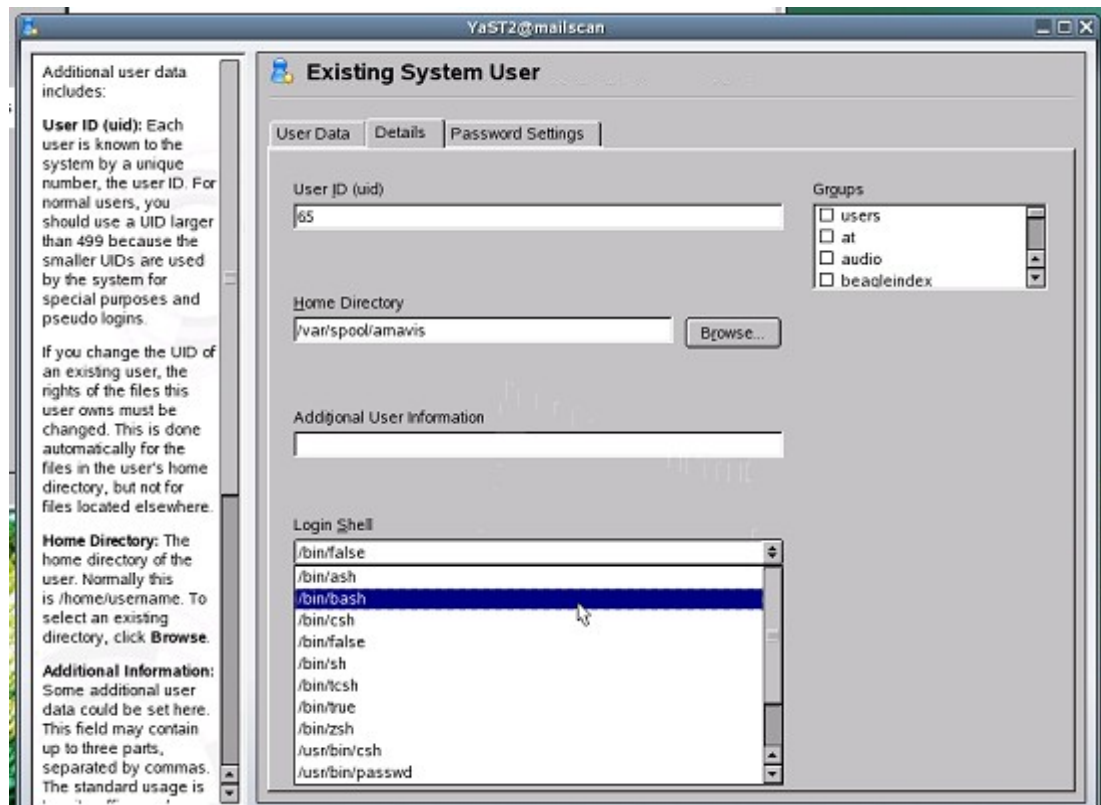 YaST2@mailscan
Additional user data
includes:
User ID (uid): Each
user is known to the
system by a unique
number, the user ID. For
normal users, you
should use a UID larger
than 499 because the
smaller UIDs are used
by the system for
special purposes and
pseudo logins.
If you change the UID of
an existing user, the
rights of the files this
user owns must be
changed. This is done
automatically for the
files in the user's home
directory, but not for
files located elsewhere.
Home Directory: The
home directory of the
user. Normally this
is /home/username. To
select an existing
directory, click Browse.
Additional Information:
Some additional user
data could be set here.
This field may contain
up to three parts,
separated by commas.
The standard usage is
Existing System User
User Data
Details
Password Settings
User ID (uid)
65
Groups
users
at
audio
beagleindex
Home Directory
/var/spool/amavis
Browse...
Additional User Information
Login Shell
/bin/false
/bin/ash
/bin/bash
/bin/csh
/bin/false
/bin/sh
/bin/tcsh
/bin/true
/bin/zsh
/usr/bin/csh
/usr/bin/passwd